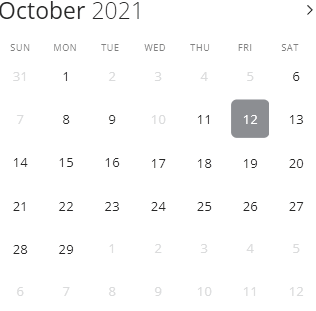 October 2021
SUN MON TUE WED THU FRI SAT
31 1 2 3 4 5 6
7 8 9 10 11 12 13
14 15 16 17 18 19 20
21 22 23 24 25 26 27
28 29 1 2 3 4 5
6 7 8 9 10 11 12